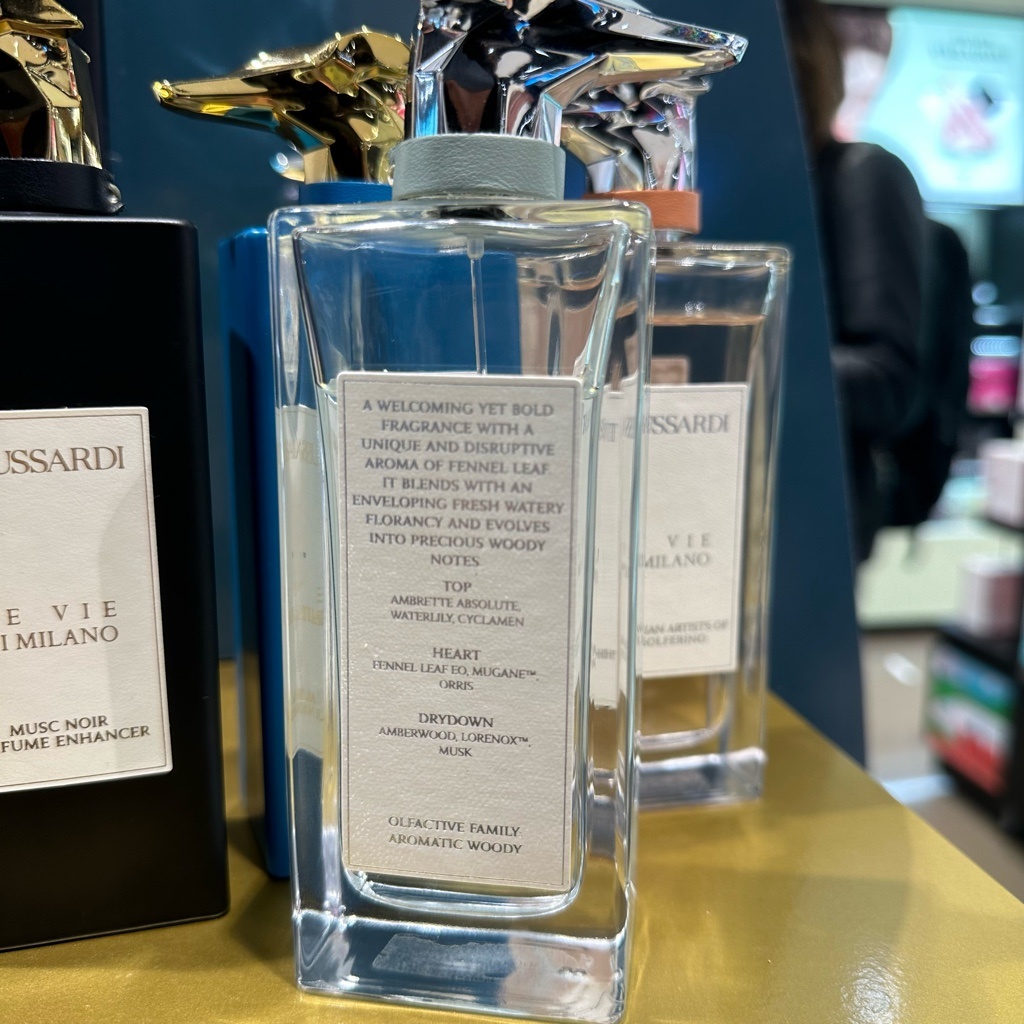 A WELCOMING YET BOLD
FRAGRANCE WITH A
UNIQUE AND DISRUPTIVE
AROMA OF FENNEL LEAF.
IT BLENDS WITH AN
ENVELOPING FRESH WATERY
FLORANCY AND EVOLVES
INTO PRECIOUS WOODY
NOTES
TOP
AMBRETTE ABSOLUTE,
WATERLILY, CYCLAMEN
HEART
FENNEL LEAF EO, MUGANE™,
ORRIS
DRYDOWN
AMBERWOOD, LORENOX™,
MUSK
OLFACTIVE FAMILY
AROMATIC WOODY
USSARDI
E VIE
I MILANO
MUSC NOIR
FUME ENHANCER
USSARDI
VIE
MILANO
IAN ARTISTS OF
SOLFERINO